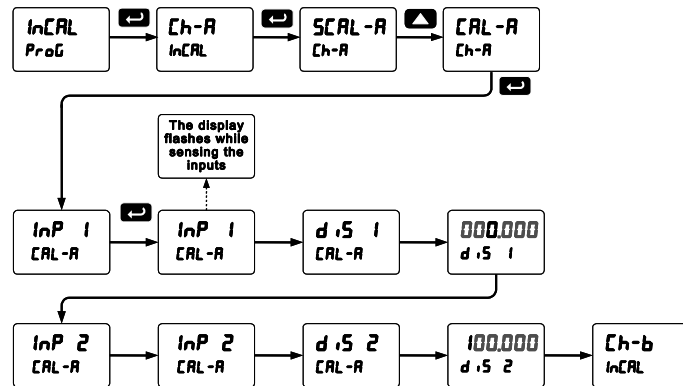 InCAL
ProG
Ch-A
InCAL
SCAL-A
Ch-A
CAL-A
Ch-A
The display
flashes while
sensing the
inputs
InP 1
CAL-A
InP 1
CAL-A
diS 1
CAL-A
000.000
diS 1
InP 2
CAL-A
InP 2
CAL-A
diS 2
CAL-A
100.000
diS 2
Ch-b
InCAL